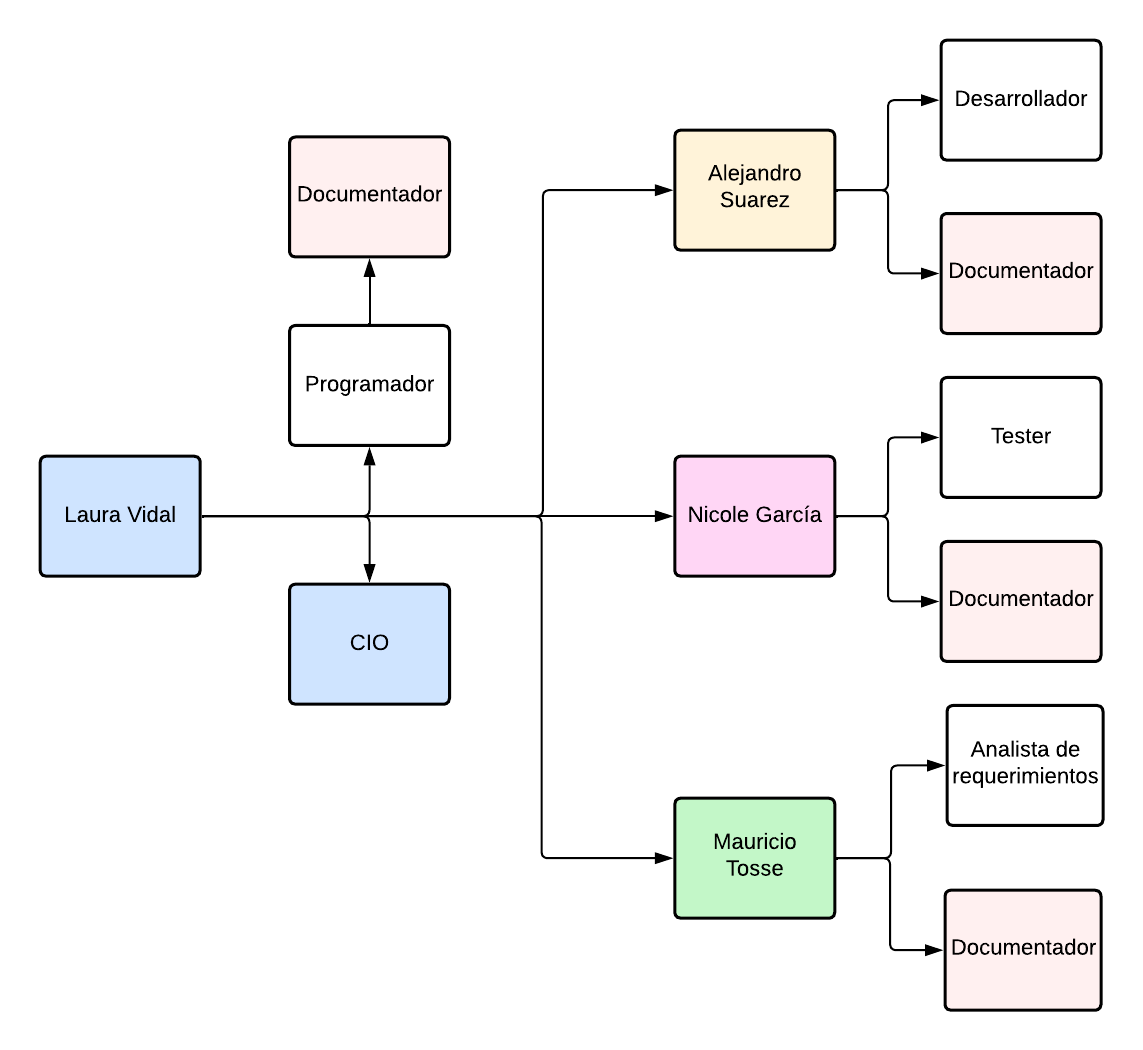 Desarrollador
Alejandro
Suarez
Documentador
Documentador
Programador
Tester
Laura Vidal
Nicole García
Documentador
CIO
Analista de
requerimientos
Mauricio
Tosse
Documentador